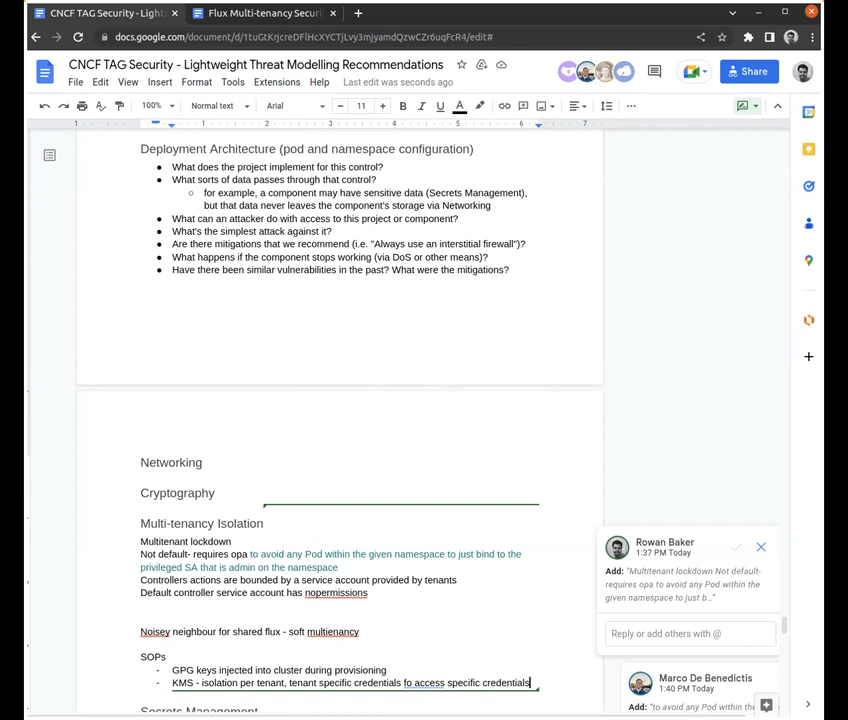 CNCF TAG Security - Light
Flux Multi-tenancy Securi
docs.google.com/document/d/1tuGtKrjcreDFlHcXYCTjLvy3mjyamdQzwCZr6uqFcR4/edit#
CNCF TAG Security - Lightweight Threat Modelling Recommendations
Share
File Edit View Insert Format Tools Extensions Help Last edit was seconds ago
100% Normal text Arial 11 B I U A
1 1 2 3 4 5 6 7
Deployment Architecture (pod and namespace configuration)
● What does the project implement for this control?
● What sorts of data passes through that control?
○ for example, a component may have sensitive data (Secrets Management),
but that data never leaves the component's storage via Networking
● What can an attacker do with access to this project or component?
● What's the simplest attack against it?
● Are there mitigations that we recommend (i.e. "Always use an interstitial firewall")?
● What happens if the component stops working (via DoS or other means)?
● Have there been similar vulnerabilities in the past? What were the mitigations?
Networking
Cryptography
Multi-tenancy Isolation
Multitenant lockdown
Not default- requires opa to avoid any Pod within the given namespace to just bind to the
privileged SA that is admin on the namespace
Controllers actions are bounded by a service account provided by tenants
Default controller service account has nopermissions
Noisey neighbour for shared flux - soft multienancy
SOPs
- GPG keys injected into cluster during provisioning
- KMS - isolation per tenant, tenant specific credentials fo access specific credentials
Secrets Management
Rowan Baker
1:37 PM Today
Add: "Multitenant lockdown Not default-
requires opa to avoid any Pod within the
given namespace to just b..."
Reply or add others with @
Marco De Benedictis
1:40 PM Today
Add: "to avoid any Pod within the